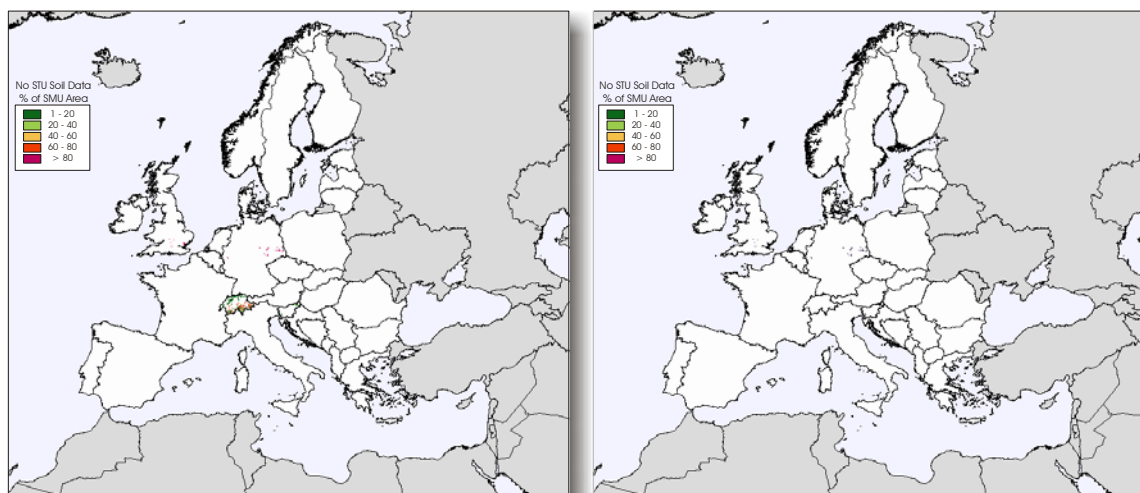 No STU Soil Data
% of SMU Area
1 - 20
20 - 40
40 - 60
60 - 80
> 80
No STU Soil Data
% of SMU Area
1 - 20
20 - 40
40 - 60
60 - 80
> 80